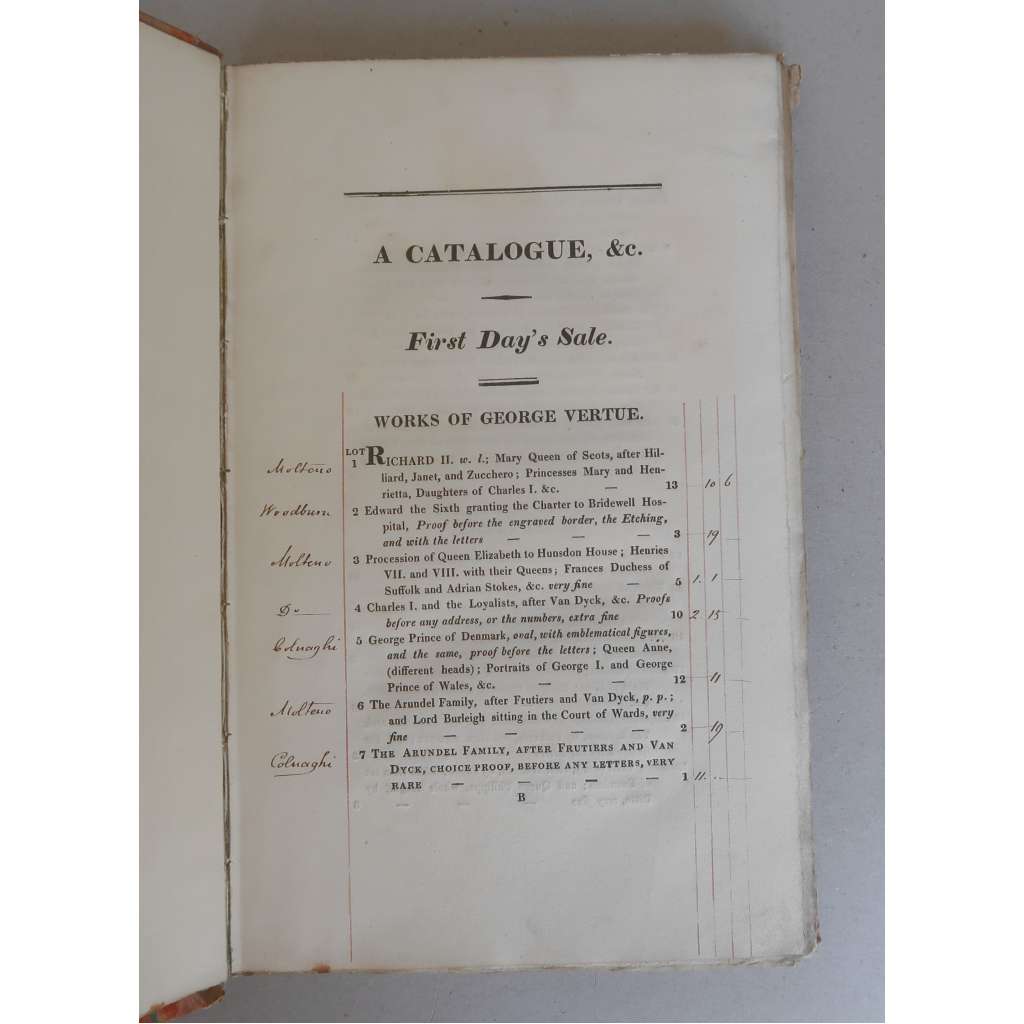 A CATALOGUE, &c.
First Day's Sale.
WORKS OF GEORGE VERTUE.
Molteno LOT 1 RICHARD II. w. l.; Mary Queen of Scots, after Hil-
liard, Janet, and Zucchero; Princesses Mary and Hen-
rietta, Daughters of Charles I. &c. — 13 — 10 6
Woodburn 2 Edward the Sixth granting the Charter to Bridewell Hos-
pital, Proof before the engraved border, the Etching,
and with the letters — — — 3 — 19 —
Molteno 3 Procession of Queen Elizabeth to Hunsdon House; Henries
VII. and VIII. with their Queens; Frances Duchess of
Suffolk and Adrian Stokes, &c. very fine — 5 1. 1 —
Do — 4 Charles I. and the Loyalists, after Van Dyck, &c. Proofs
before any address, or the numbers, extra fine 10 2 15 —
Colnaghi 5 George Prince of Denmark, oval, with emblematical figures,
and the same, proof before the letters; Queen Anne,
(different heads); Portraits of George I. and George
Prince of Wales, &c. — — 12 — 11 —
Molteno 6 The Arundel Family, after Frutiers and Van Dyck, p. p.;
and Lord Burleigh sitting in the Court of Wards, very
fine — — — — 2 — 19 —
Colnaghi 7 THE ARUNDEL FAMILY, AFTER FRUTIERS AND VAN
DYCK, CHOICE PROOF, BEFORE ANY LETTERS, VERY
RARE — — — — 1 11. . —
B